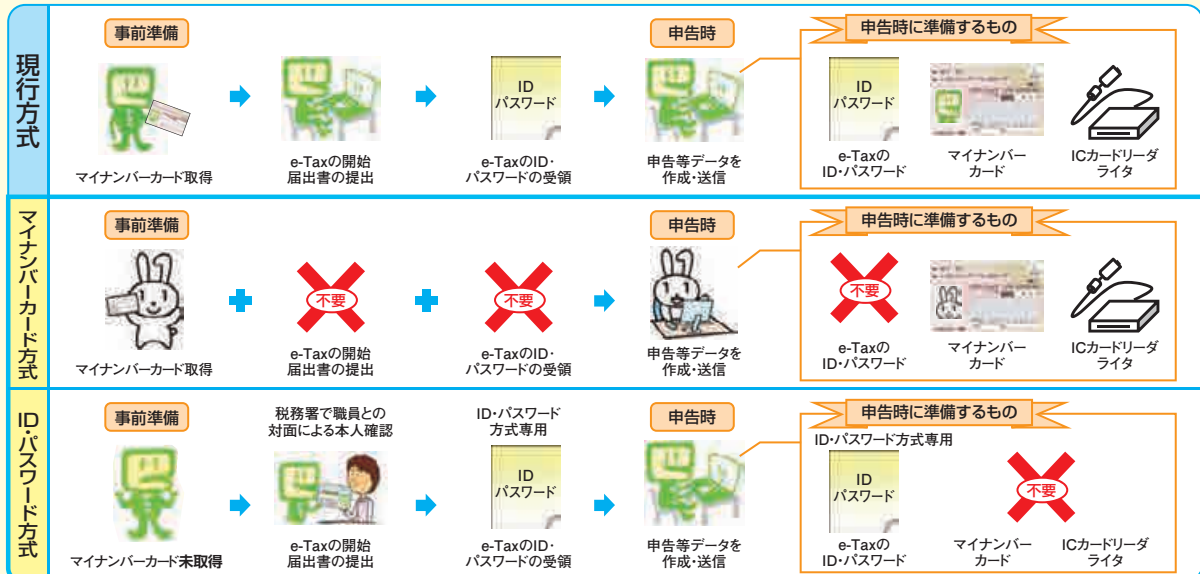 現行方式
事前準備
マイナンバーカード取得
e-Taxの開始
届出書の提出
ID
パスワード
e-TaxのID・
パスワードの受領
申告時
申告等データを
作成・送信
申告時に準備するもの
ID
パスワード
e-Taxの
ID・パスワード
マイナンバー
カード
ICカードリーダ
ライタ
マイナンバーカード方式
事前準備
マイナンバーカード取得
不要
e-Taxの開始
届出書の提出
不要
e-TaxのID・
パスワードの受領
申告時
申告等データを
作成・送信
申告時に準備するもの
不要
e-Taxの
ID・パスワード
マイナンバー
カード
ICカードリーダ
ライタ
ID・パスワード方式
事前準備
マイナンバーカード未取得
税務署で職員との
対面による本人確認
e-Taxの開始
届出書の提出
ID・パスワード
方式専用
ID
パスワード
e-TaxのID・
パスワードの受領
申告時
申告等データを
作成・送信
申告時に準備するもの
ID・パスワード方式専用
ID
パスワード
e-Taxの
ID・パスワード
不要
マイナンバー
カード
ICカードリーダ
ライタ